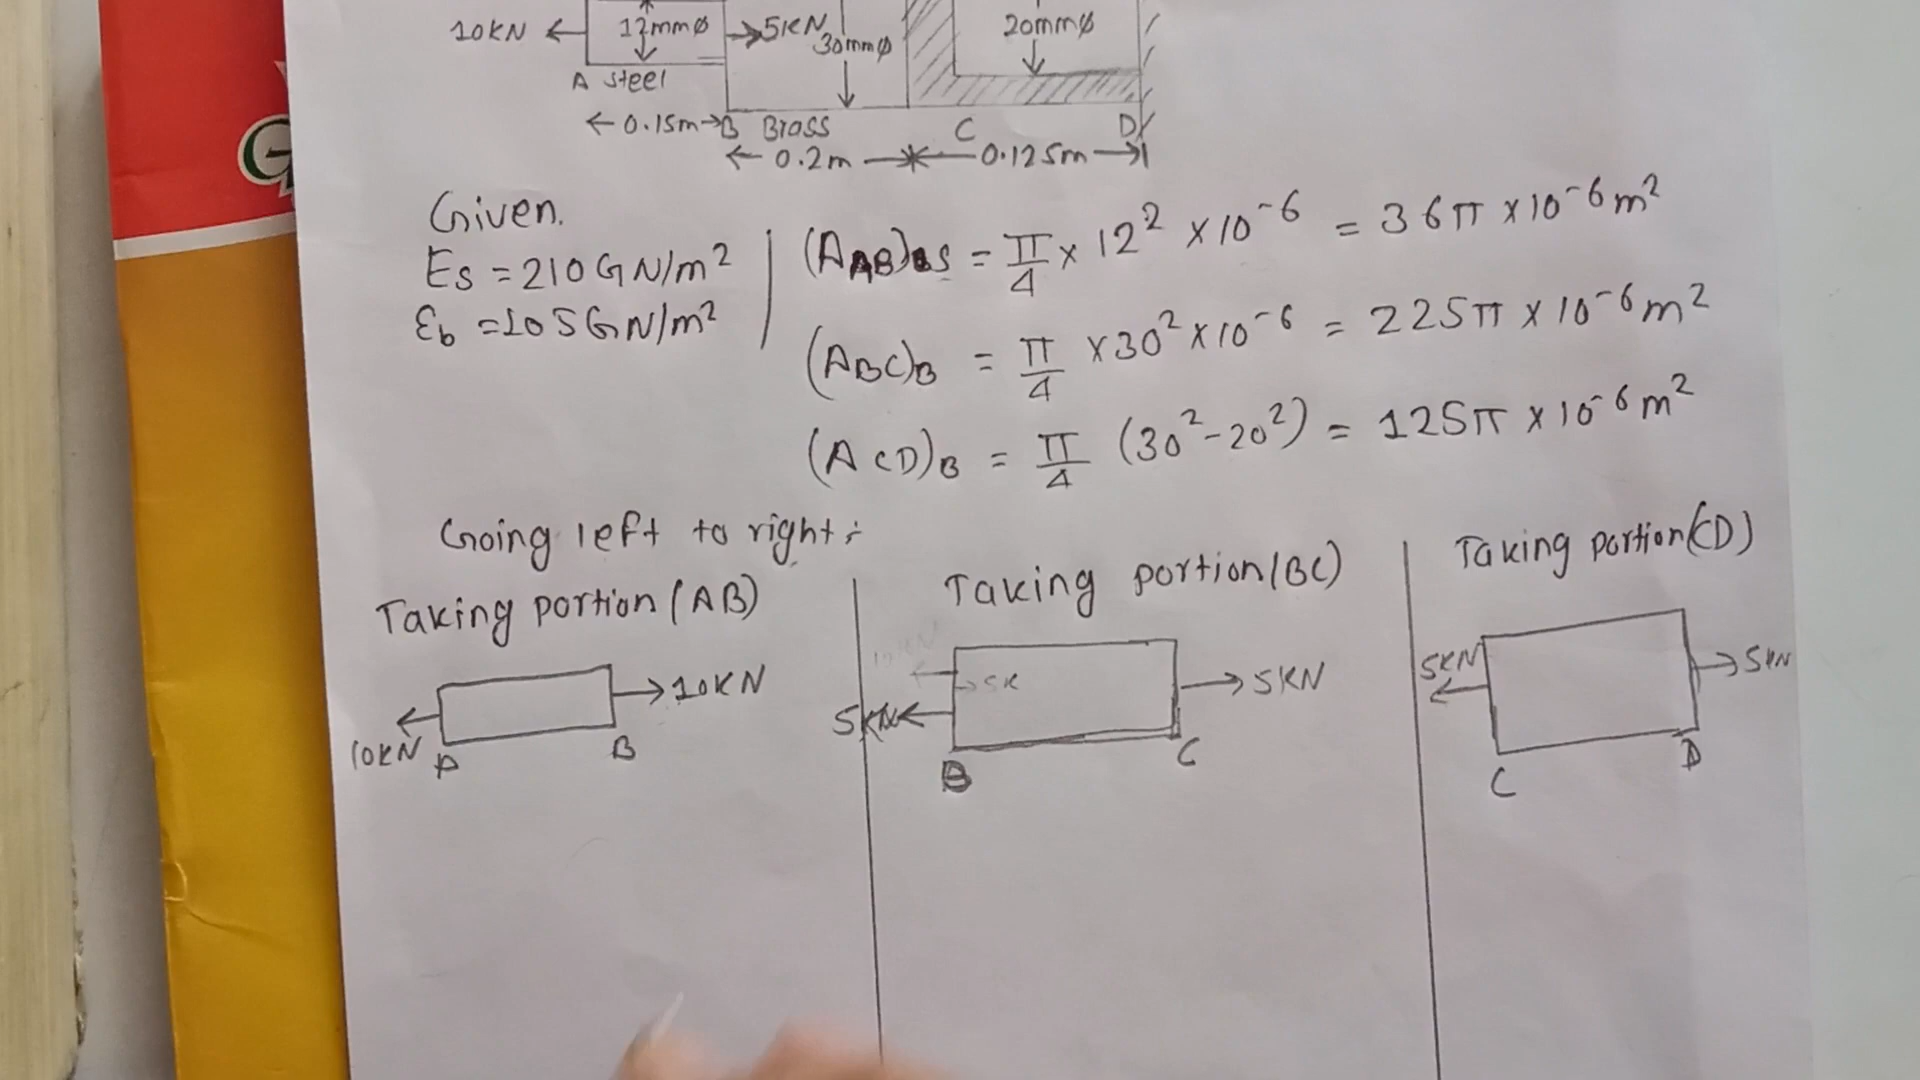 10KN 12mmø 5KN 30mmø 20mmø
A steel
0.15m B Brass C D
0.2m 0.125m
Given.
Es = 210 GN/m²
Eb = 105 GN/m²
(AAB)s = π/4 × 12² × 10⁻⁶ = 36π × 10⁻⁶ m²
(ABC)B = π/4 × 30² × 10⁻⁶ = 225π × 10⁻⁶ m²
(ACD)B = π/4 (30² - 20²) = 125π × 10⁻⁶ m²
Going left to right:
Taking portion (AB)
10KN
10KN A B
Taking portion (BC)
5K
5KN 5KN
B C
Taking portion (CD)
5KN 5KN
C D